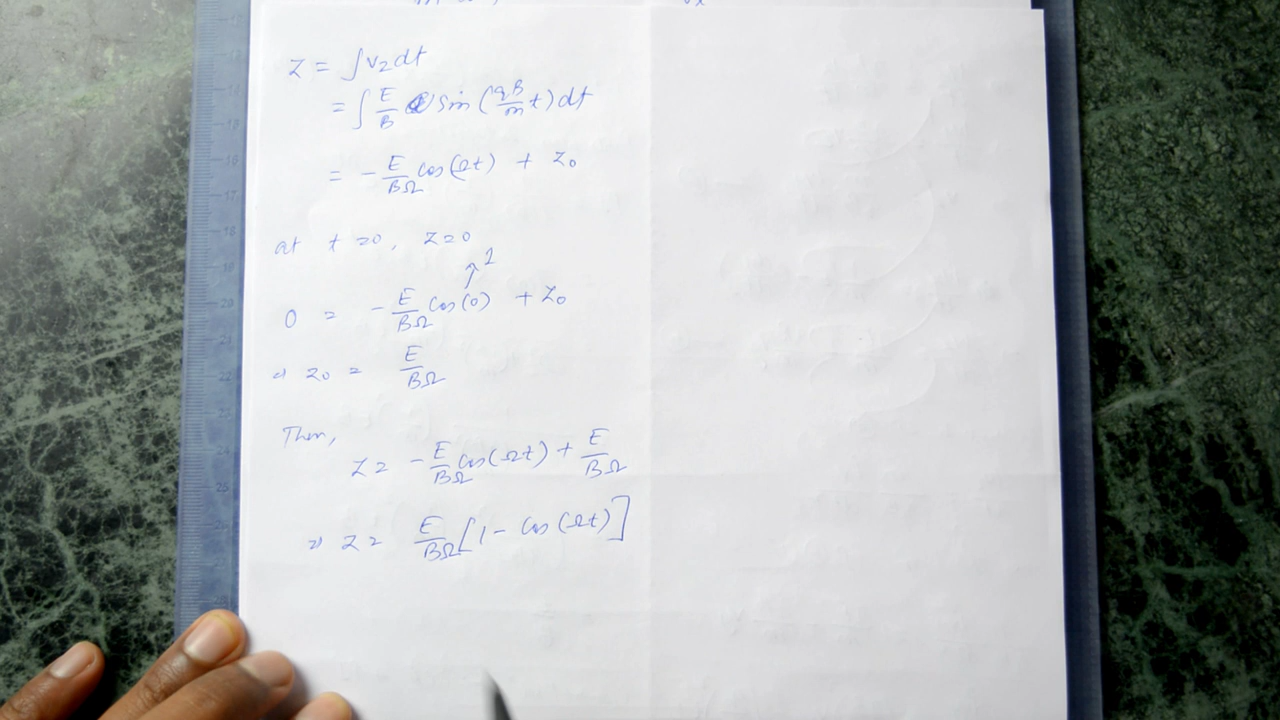 Z = ∫ Vz dt
= ∫ E/B sin (qB/m t) dt
= - E/BΩ cos (Ωt) + Z₀
at t = 0, Z = 0
1
0 = - E/BΩ cos(0) + Z₀
⇒ Z₀ = E/BΩ
Then,
Z = - E/BΩ cos(Ωt) + E/BΩ
⇒ Z = E/BΩ [1 - cos (Ωt)]